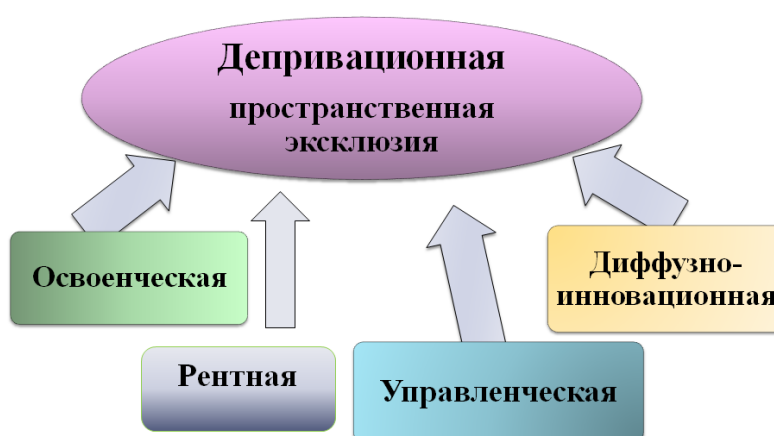 Депривационная
пространственная
эксклюзия
Освоенческая
Диффузно-
инновационная
Рентная
Управленческая